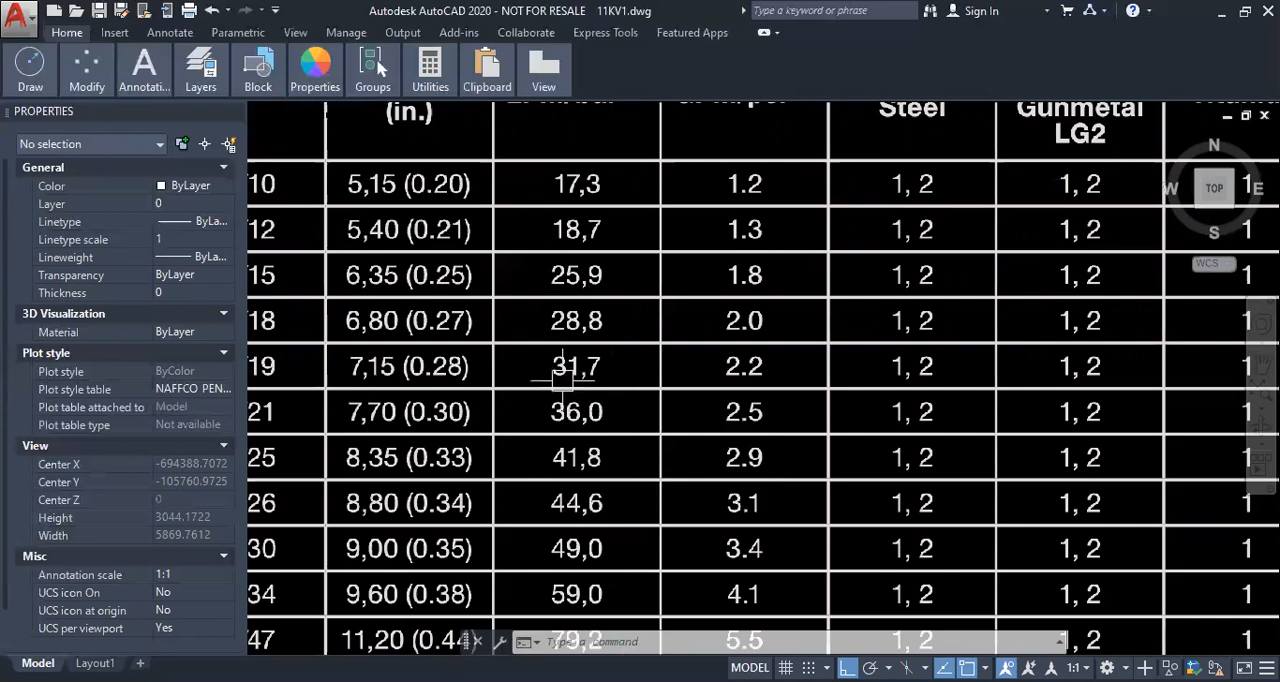 Autodesk AutoCAD 2020 - NOT FOR RESALE 11KV1.dwg
Type a keyword or phrase
Sign In
Home Insert Annotate Parametric View Manage Output Add-ins Collaborate Express Tools Featured Apps
Draw Modify Annotati... Layers Block Properties Groups Utilities Clipboard View
PROPERTIES
No selection
General
Color ByLayer
Layer 0
Linetype ByLa...
Linetype scale 1
Lineweight ByLa...
Transparency ByLayer
Thickness 0
3D Visualization
Material ByLayer
Plot style
Plot style ByColor
Plot style table NAFFCO PEN...
Plot table attached to Model
Plot table type Not available
View
Center X -694388.7072
Center Y -105760.9725
Center Z 0
Height 3044.1722
Width 5869.7612
Misc
Annotation scale 1:1
UCS icon On No
UCS icon at origin No
UCS per viewport Yes
(in.) Steel Gunmetal
LG2
10 5,15 (0.20) 17,3 1.2 1, 2 1, 2 1
12 5,40 (0.21) 18,7 1.3 1, 2 1, 2
15 6,35 (0.25) 25,9 1.8 1, 2 1, 2 1
18 6,80 (0.27) 28,8 2.0 1, 2 1, 2 1
19 7,15 (0.28) 31,7 2.2 1, 2 1, 2 1
21 7,70 (0.30) 36,0 2.5 1, 2 1, 2 1
25 8,35 (0.33) 41,8 2.9 1, 2 1, 2 1
26 8,80 (0.34) 44,6 3.1 1, 2 1, 2 1
30 9,00 (0.35) 49,0 3.4 1, 2 1, 2 1
34 9,60 (0.38) 59,0 4.1 1, 2 1, 2 1
47 11,20 (0.44 79,2 5.5 1, 2 1, 2 1
N
W TOP E
S
WCS
Type a command
Model Layout1 +
MODEL 1:1